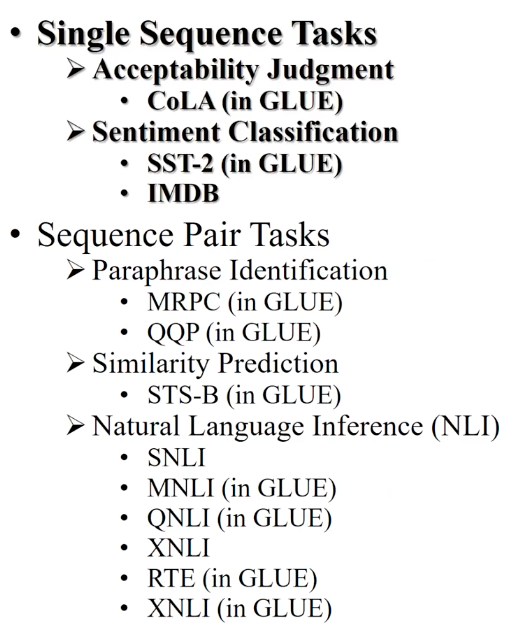 • Single Sequence Tasks
➢ Acceptability Judgment
• CoLA (in GLUE)
➢ Sentiment Classification
• SST-2 (in GLUE)
• IMDB
• Sequence Pair Tasks
➢ Paraphrase Identification
• MRPC (in GLUE)
• QQP (in GLUE)
➢ Similarity Prediction
• STS-B (in GLUE)
➢ Natural Language Inference (NLI)
• SNLI
• MNLI (in GLUE)
• QNLI (in GLUE)
• XNLI
• RTE (in GLUE)
• XNLI (in GLUE)